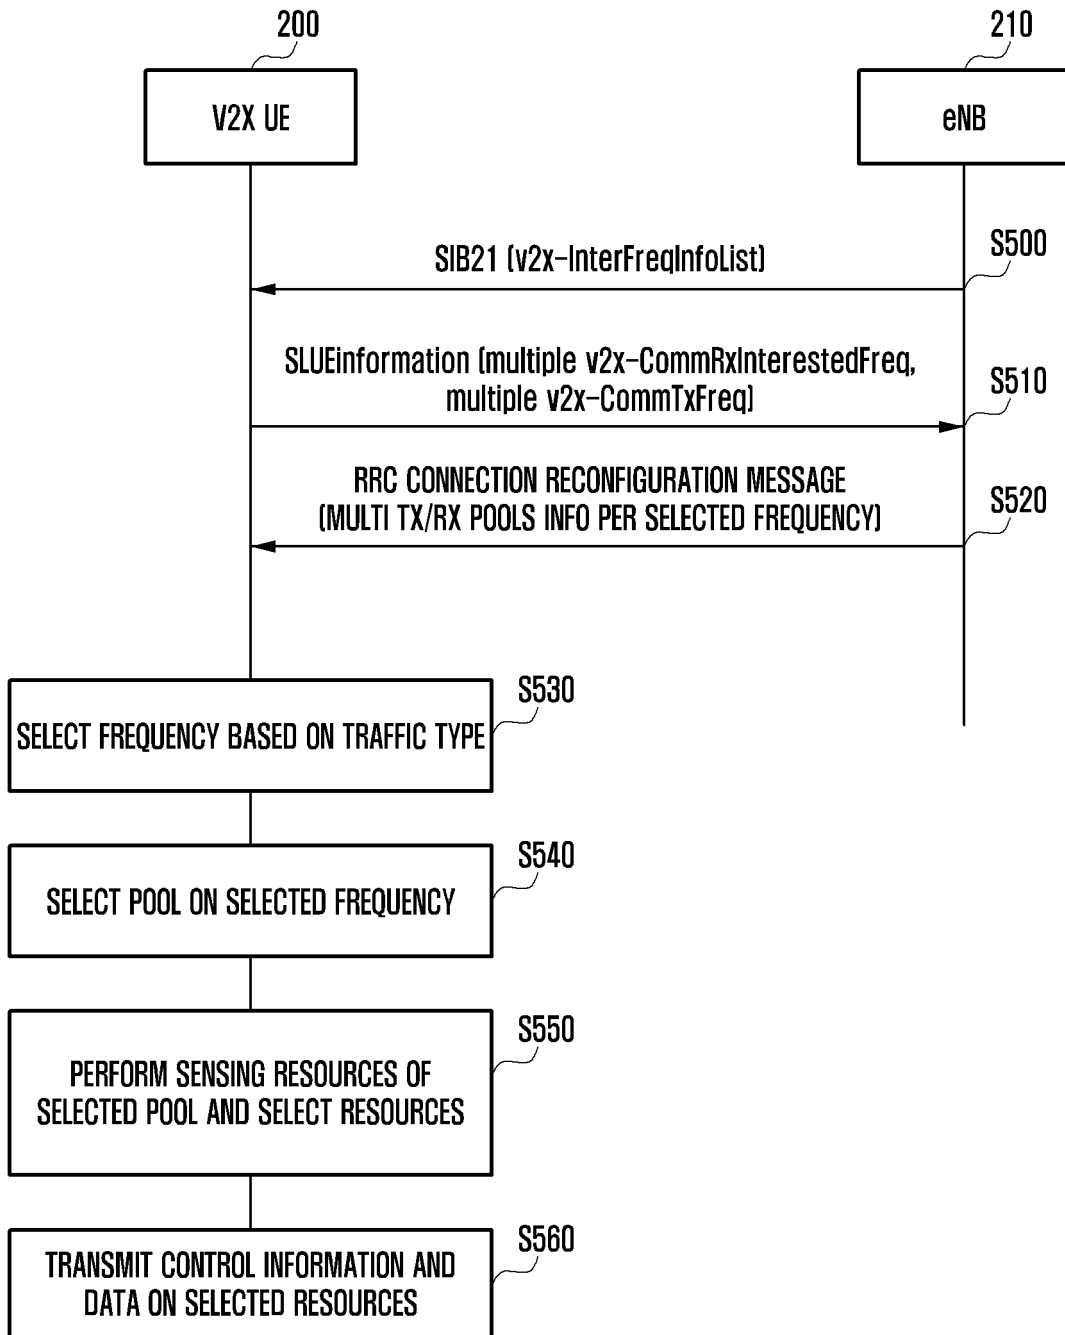 200
210
V2X UE
eNB
S500
SIB21 (v2x-InterFreqInfoList)
SLUEinformation (multiple v2x-CommRxInterestedFreq,
multiple v2x-CommTxFreq)
S510
RRC CONNECTION RECONFIGURATION MESSAGE
(MULTI TX/RX POOLS INFO PER SELECTED FREQUENCY)
S520
S530
SELECT FREQUENCY BASED ON TRAFFIC TYPE
S540
SELECT POOL ON SELECTED FREQUENCY
S550
PERFORM SENSING RESOURCES OF
SELECTED POOL AND SELECT RESOURCES
S560
TRANSMIT CONTROL INFORMATION AND
DATA ON SELECTED RESOURCES